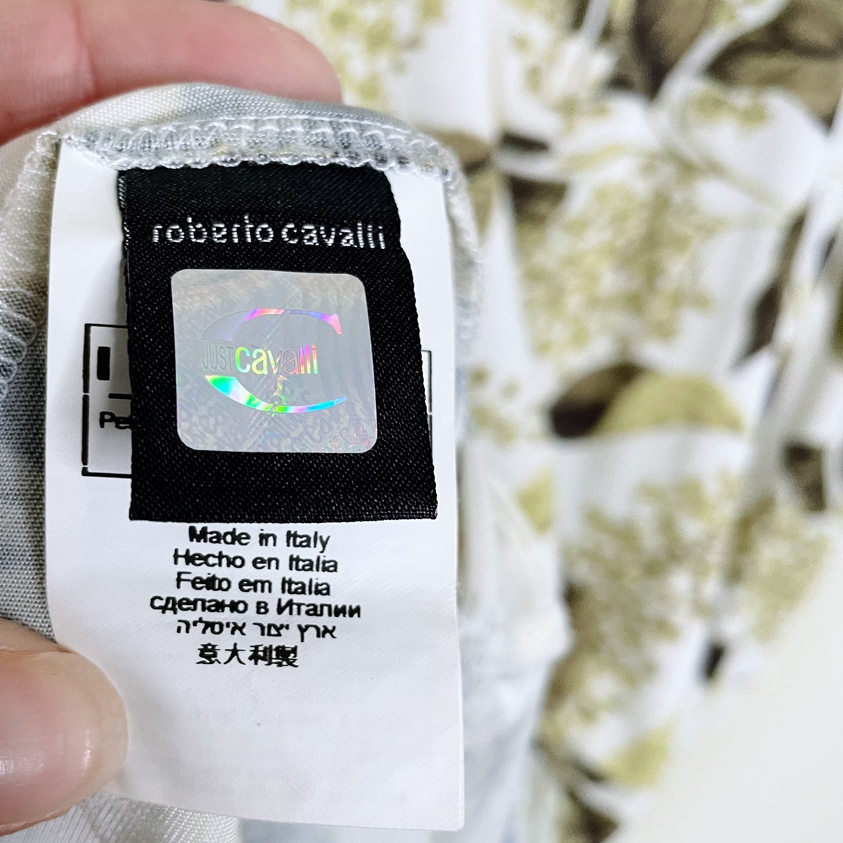 roberto cavalli
JUST cavalli
Made in Italy
Hecho en Italia
Feito em Italia
сделано в Италии
ארץ יצור איטליה
意大利製